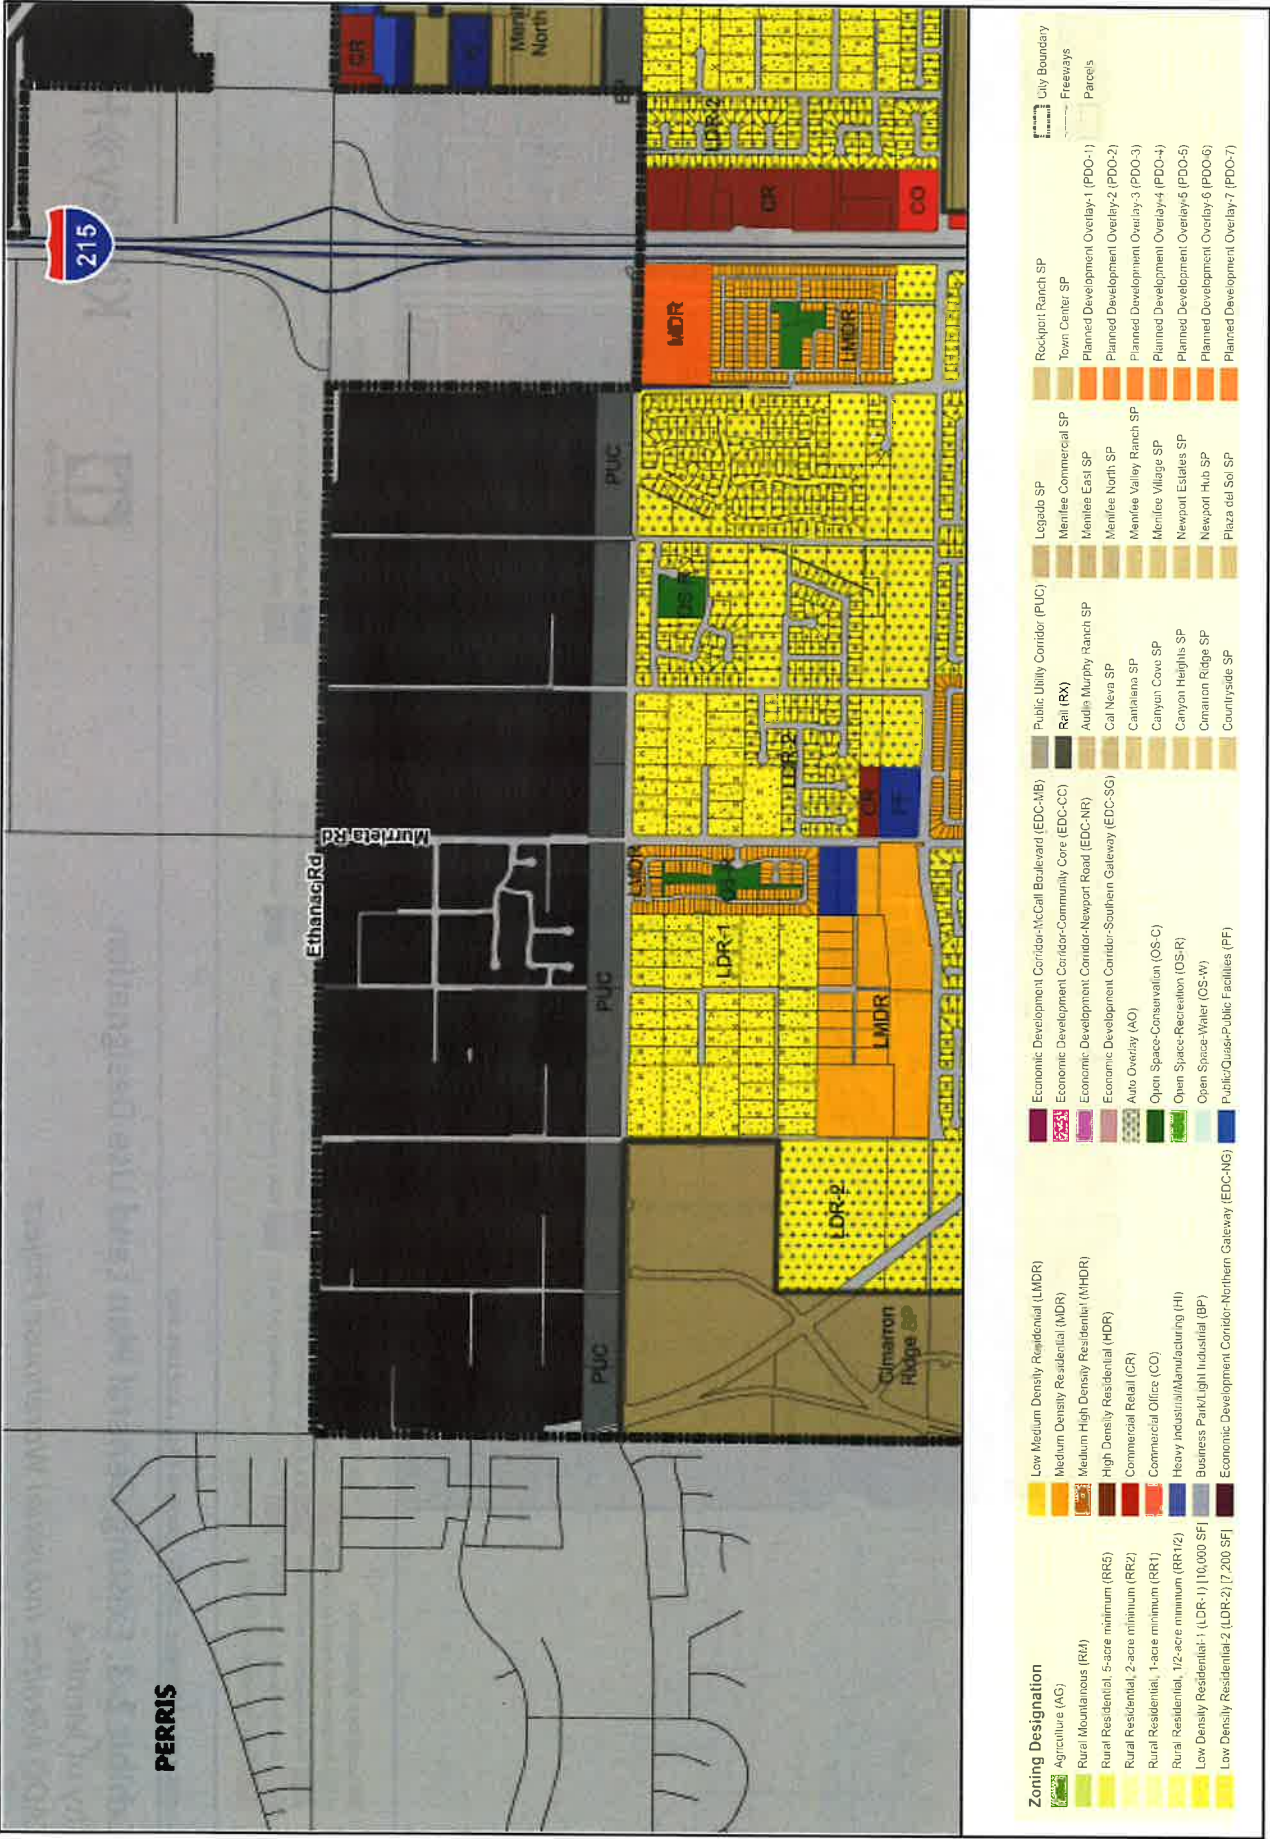 PERRIS
215
Ethanac Rd
Murrieta Rd
CR
North
MDR
LMDR
LDR-2
CR
CO
PUC
PUC
PUC
PUC
OS-R
LDR-2
CR
PF
LMDR
LDR-1
LMDR
LDR-2
Cimarron
Ridge SP
Zoning Designation
Agriculture (AG)
Rural Mountainous (RM)
Rural Residential, 5-acre minimum (RR5)
Rural Residential, 2-acre minimum (RR2)
Rural Residential, 1-acre minimum (RR1)
Rural Residential, 1/2-acre minimum (RR1/2)
Low Density Residential-1 (LDR-1) [10,000 SF]
Low Density Residential-2 (LDR-2) [7,200 SF]
Low Medium Density Residential (LMDR)
Medium Density Residential (MDR)
Medium High Density Residential (MHDR)
High Density Residential (HDR)
Commercial Retail (CR)
Commercial Office (CO)
Heavy Industrial/Manufacturing (HI)
Business Park/Light Industrial (BP)
Economic Development Corridor-Northern Gateway (EDC-NG)
Economic Development Corridor-McCall Boulevard (EDC-MB)
Economic Development Corridor-Community Core (EDC-CC)
Economic Development Corridor-Newport Road (EDC-NR)
Economic Development Corridor-Southern Gateway (EDC-SG)
Auto Overlay (AO)
Open Space-Conservation (OS-C)
Open Space-Recreation (OS-R)
Open Space-Water (OS-W)
Public/Quasi-Public Facilities (PF)
Public Utility Corridor (PUC)
Rail (RX)
Audie Murphy Ranch SP
Cal Neva SP
Cantalena SP
Canyon Cove SP
Canyon Heights SP
Cimarron Ridge SP
Countryside SP
Legado SP
Menifee Commercial SP
Menifee East SP
Menifee North SP
Menifee Valley Ranch SP
Menifee Village SP
Newport Estates SP
Newport Hub SP
Plaza del Sol SP
Rockport Ranch SP
Town Center SP
Planned Development Overlay-1 (PDO-1)
Planned Development Overlay-2 (PDO-2)
Planned Development Overlay-3 (PDO-3)
Planned Development Overlay-4 (PDO-4)
Planned Development Overlay-5 (PDO-5)
Planned Development Overlay-6 (PDO-6)
Planned Development Overlay-7 (PDO-7)
City Boundary
Freeways
Parcels